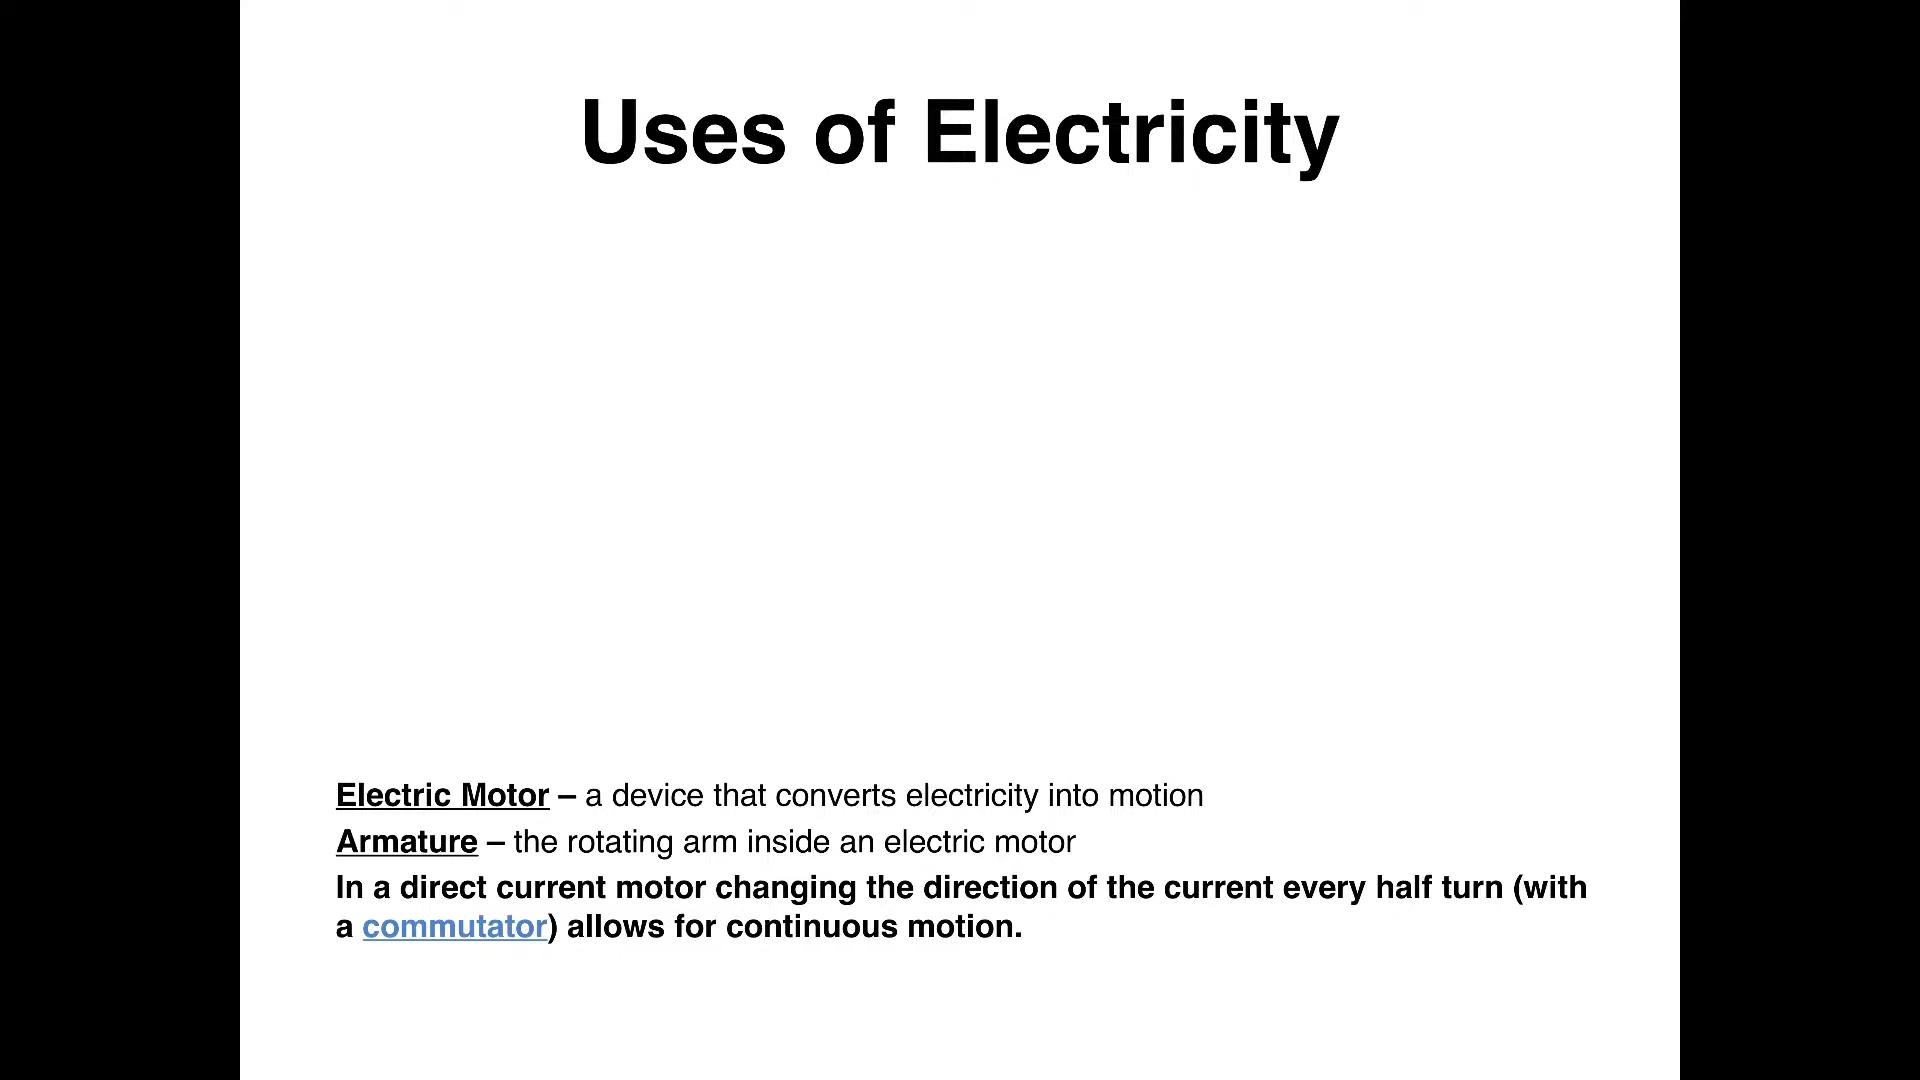 Uses of Electricity
Electric Motor – a device that converts electricity into motion
Armature – the rotating arm inside an electric motor
In a direct current motor changing the direction of the current every half turn (with
a commutator) allows for continuous motion.